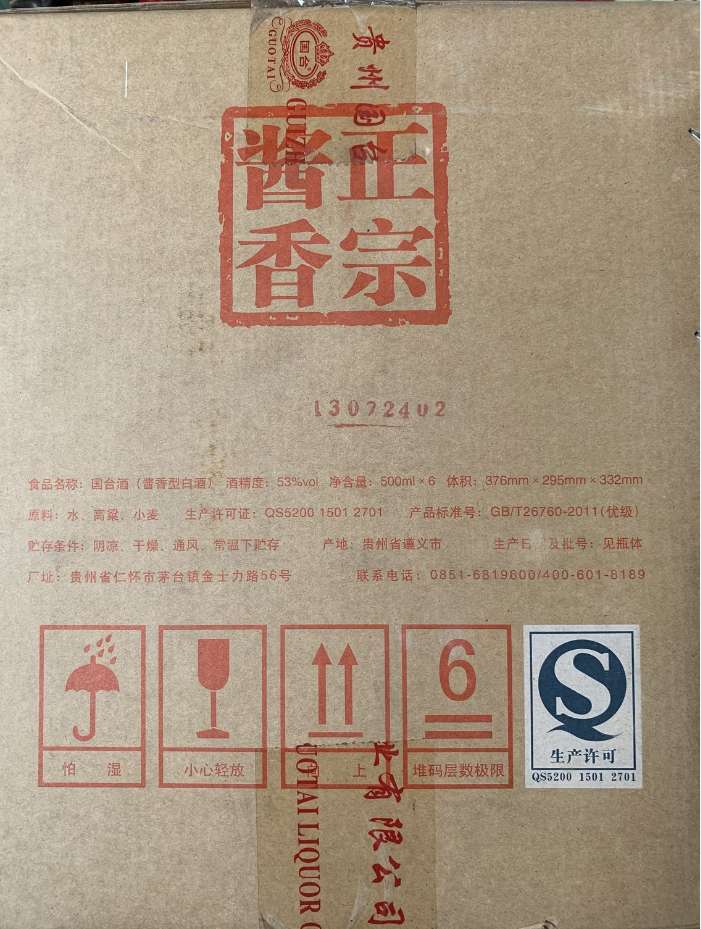 贵州国台
国台
GUOTAI
GUIZH
正宗
酱香
13072402
食品名称：国台酒（酱香型白酒） 酒精度：53%vol 净含量：500ml×6 体积：376mm×295mm×332mm
原料：水、高粱、小麦 生产许可证：QS5200 1501 2701 产品标准号：GB/T26760-2011(优级)
贮存条件：阴凉、干燥、通风、常温下贮存 产地：贵州省遵义市 生产日 及批号：见瓶体
厂址：贵州省仁怀市茅台镇金士力路56号 联系电话：0851-6819800/400-601-8189
6
怕 湿
小心轻放
上
堆码层数极限
生产许可
QS5200 1501 2701
业有限公司
UOTAI LIQUOR